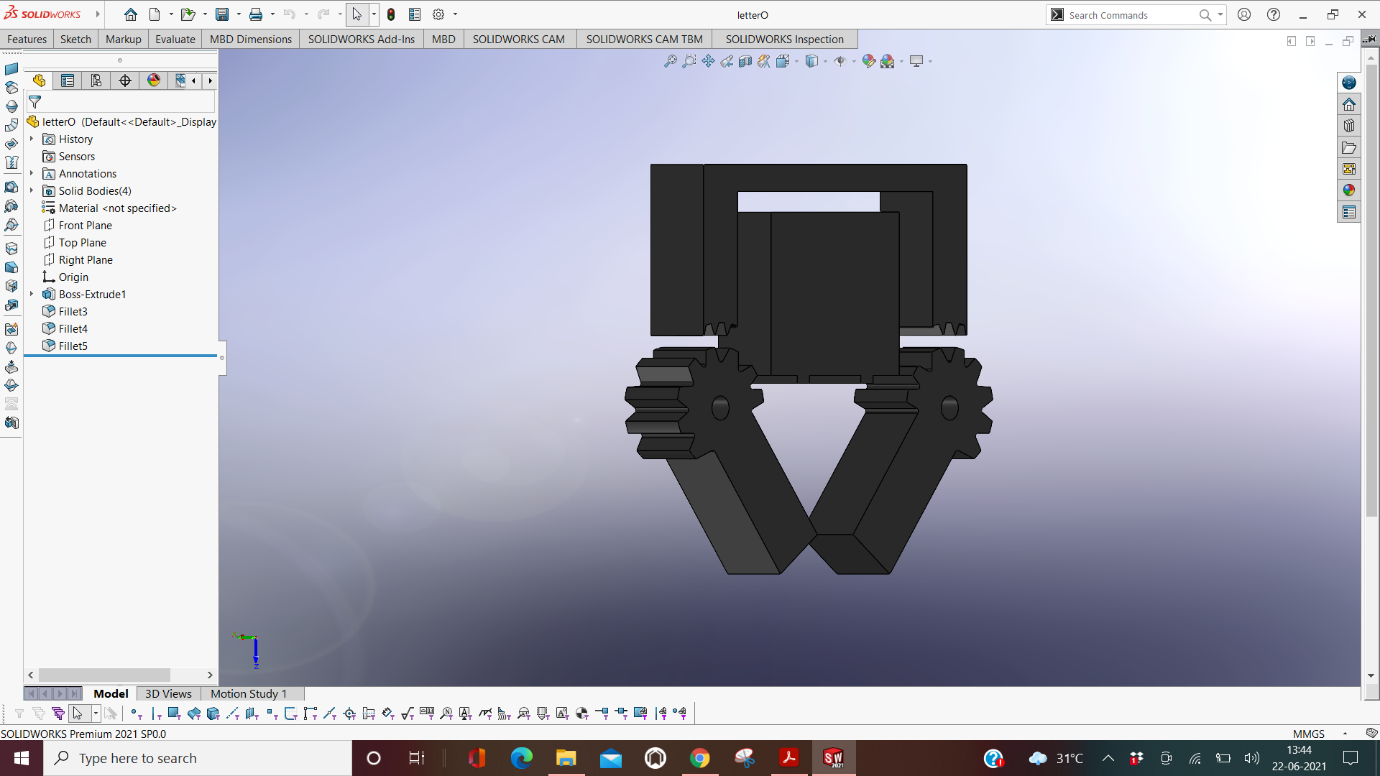 SOLIDWORKS
letterO
Search Commands
Features
Sketch
Markup
Evaluate
MBD Dimensions
SOLIDWORKS Add-Ins
MBD
SOLIDWORKS CAM
SOLIDWORKS CAM TBM
SOLIDWORKS Inspection
letterO (Default<<Default>_Display
History
Sensors
Annotations
Solid Bodies(4)
Material <not specified>
Front Plane
Top Plane
Right Plane
Origin
Boss-Extrude1
Fillet3
Fillet4
Fillet5
Model
3D Views
Motion Study 1
SOLIDWORKS Premium 2021 SP0.0
MMGS
Type here to search
31°C
13:44
22-06-2021